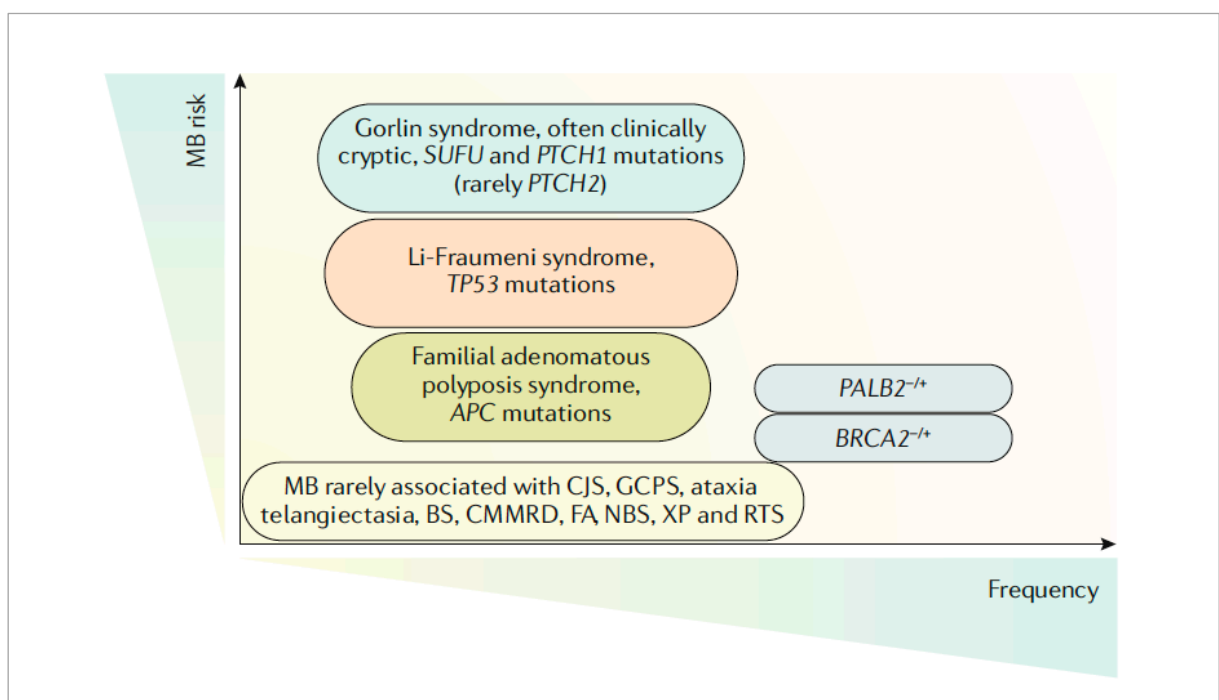 MB risk
Gorlin syndrome, often clinically
cryptic, SUFU and PTCH1 mutations
(rarely PTCH2)
Li-Fraumeni syndrome,
TP53 mutations
Familial adenomatous
polyposis syndrome,
APC mutations
PALB2⁻/⁺
BRCA2⁻/⁺
MB rarely associated with CJS, GCPS, ataxia
telangiectasia, BS, CMMRD, FA, NBS, XP and RTS
Frequency